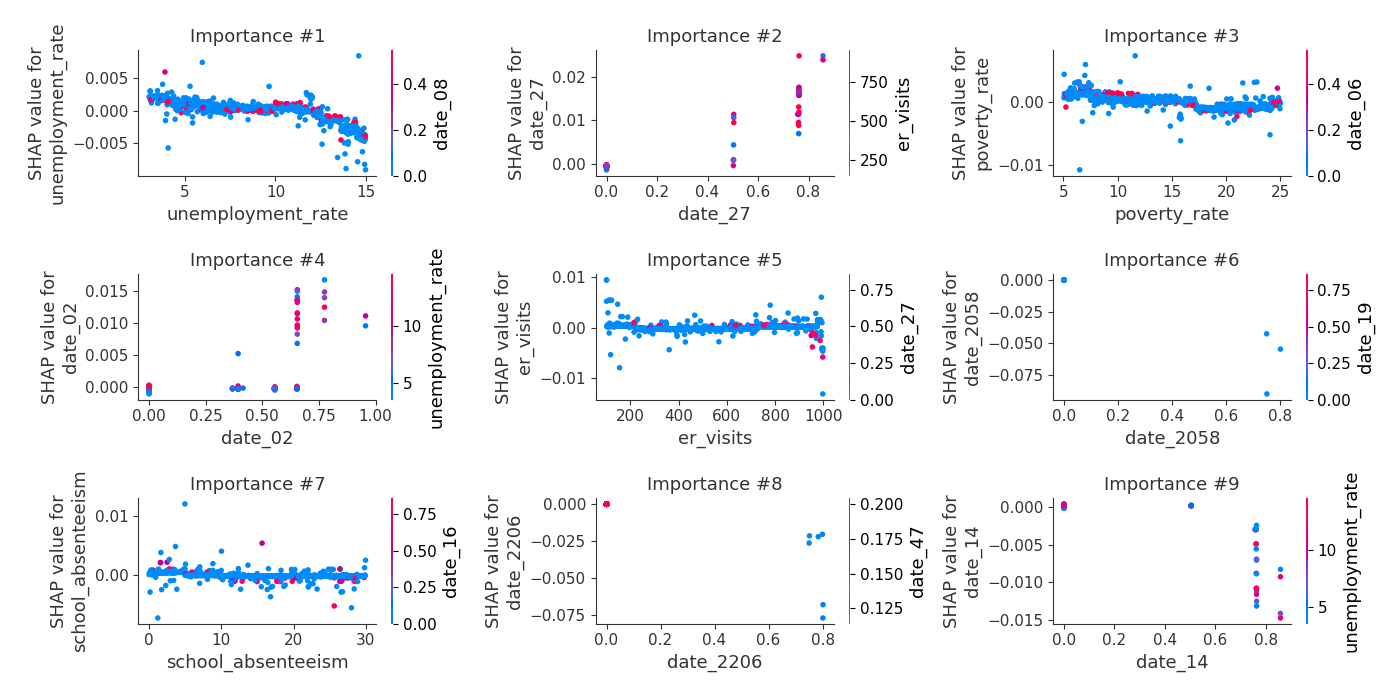 Importance #1
SHAP value for
unemployment_rate
0.005
0.000
−0.005
5
10
15
unemployment_rate
0.4
0.2
0.0
date_08
Importance #2
SHAP value for
date_27
0.02
0.01
0.00
0.0
0.2
0.4
0.6
0.8
date_27
750
500
250
er_visits
Importance #3
SHAP value for
poverty_rate
0.00
−0.01
5
10
15
20
25
poverty_rate
0.4
0.2
0.0
date_06
Importance #4
SHAP value for
date_02
0.015
0.010
0.005
0.000
0.00
0.25
0.50
0.75
1.00
date_02
10
5
unemployment_rate
Importance #5
SHAP value for
er_visits
0.01
0.00
−0.01
200
400
600
800
1000
er_visits
0.75
0.50
0.25
0.00
date_27
Importance #6
SHAP value for
date_2058
0.000
−0.025
−0.050
−0.075
0.0
0.2
0.4
0.6
0.8
date_2058
0.75
0.50
0.25
0.00
date_19
Importance #7
SHAP value for
school_absenteeism
0.01
0.00
0
10
20
30
school_absenteeism
0.75
0.50
0.25
0.00
date_16
Importance #8
SHAP value for
date_2206
0.000
−0.025
−0.050
−0.075
0.0
0.2
0.4
0.6
0.8
date_2206
0.200
0.175
0.150
0.125
date_47
Importance #9
SHAP value for
date_14
0.000
−0.005
−0.010
−0.015
0.0
0.2
0.4
0.6
0.8
date_14
10
5
unemployment_rate